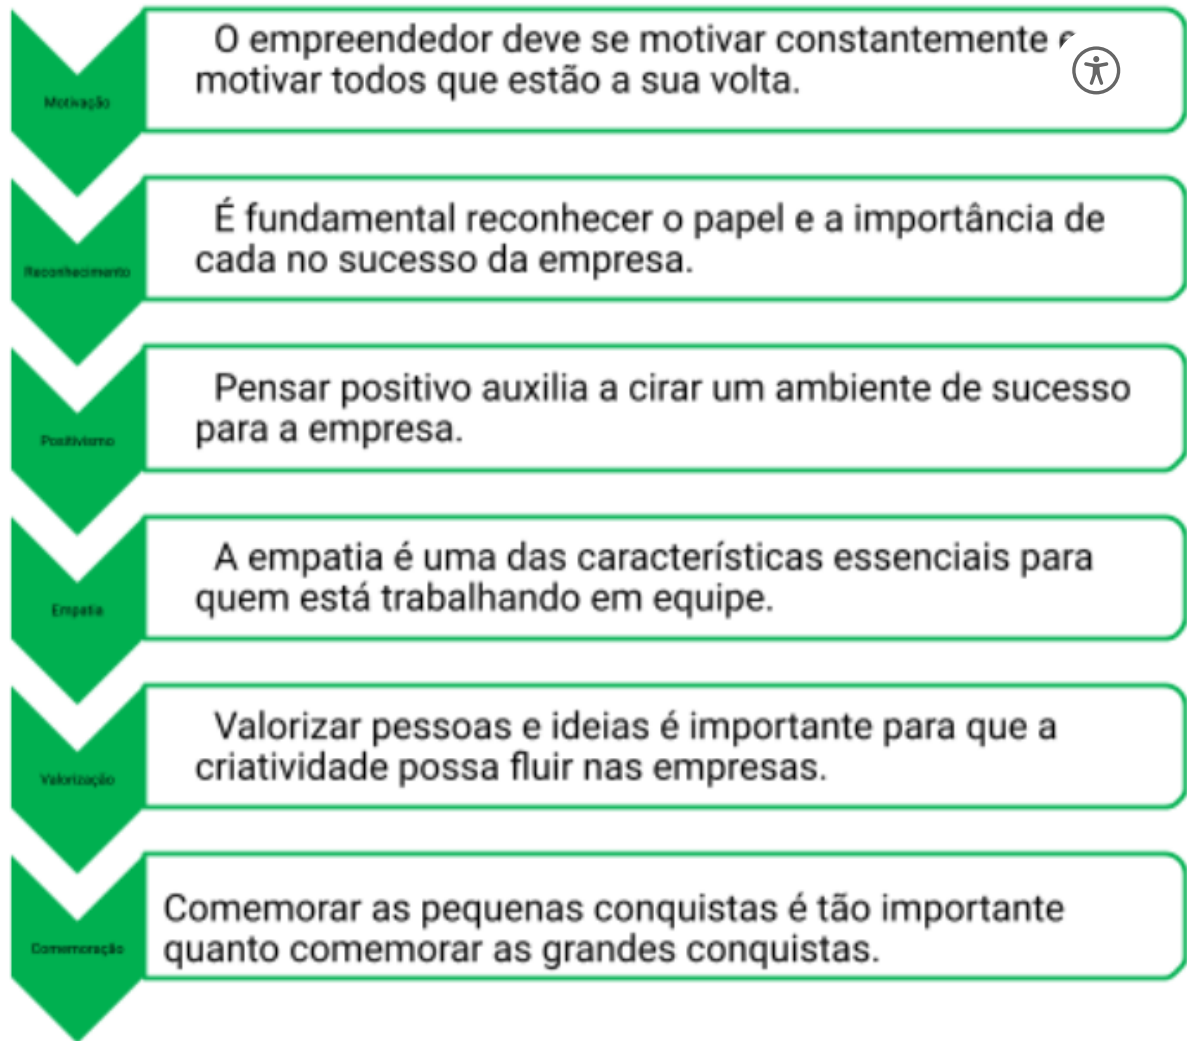 Motivação
O empreendedor deve se motivar constantemente e
motivar todos que estão a sua volta.
Reconhecimento
É fundamental reconhecer o papel e a importância de
cada no sucesso da empresa.
Positivismo
Pensar positivo auxilia a cirar um ambiente de sucesso
para a empresa.
Empatia
A empatia é uma das características essenciais para
quem está trabalhando em equipe.
Valorização
Valorizar pessoas e ideias é importante para que a
criatividade possa fluir nas empresas.
Comemoração
Comemorar as pequenas conquistas é tão importante
quanto comemorar as grandes conquistas.